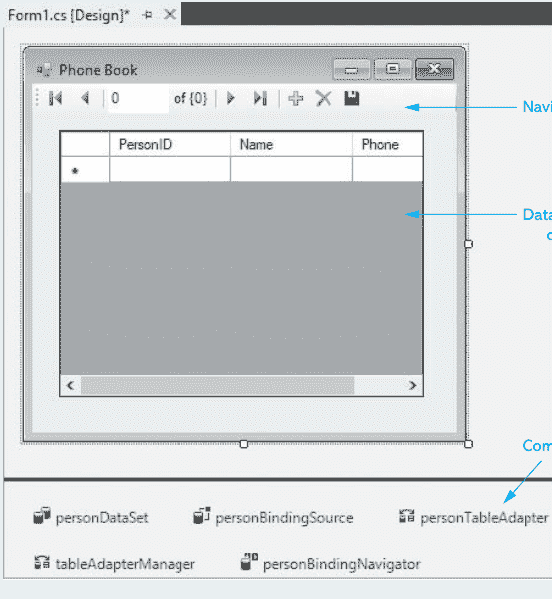 Form1.cs [Design]*
Phone Book
0 of {0}
Navi
PersonID Name Phone
*
Data
c
Com
personDataSet personBindingSource personTableAdapter
tableAdapterManager personBindingNavigator